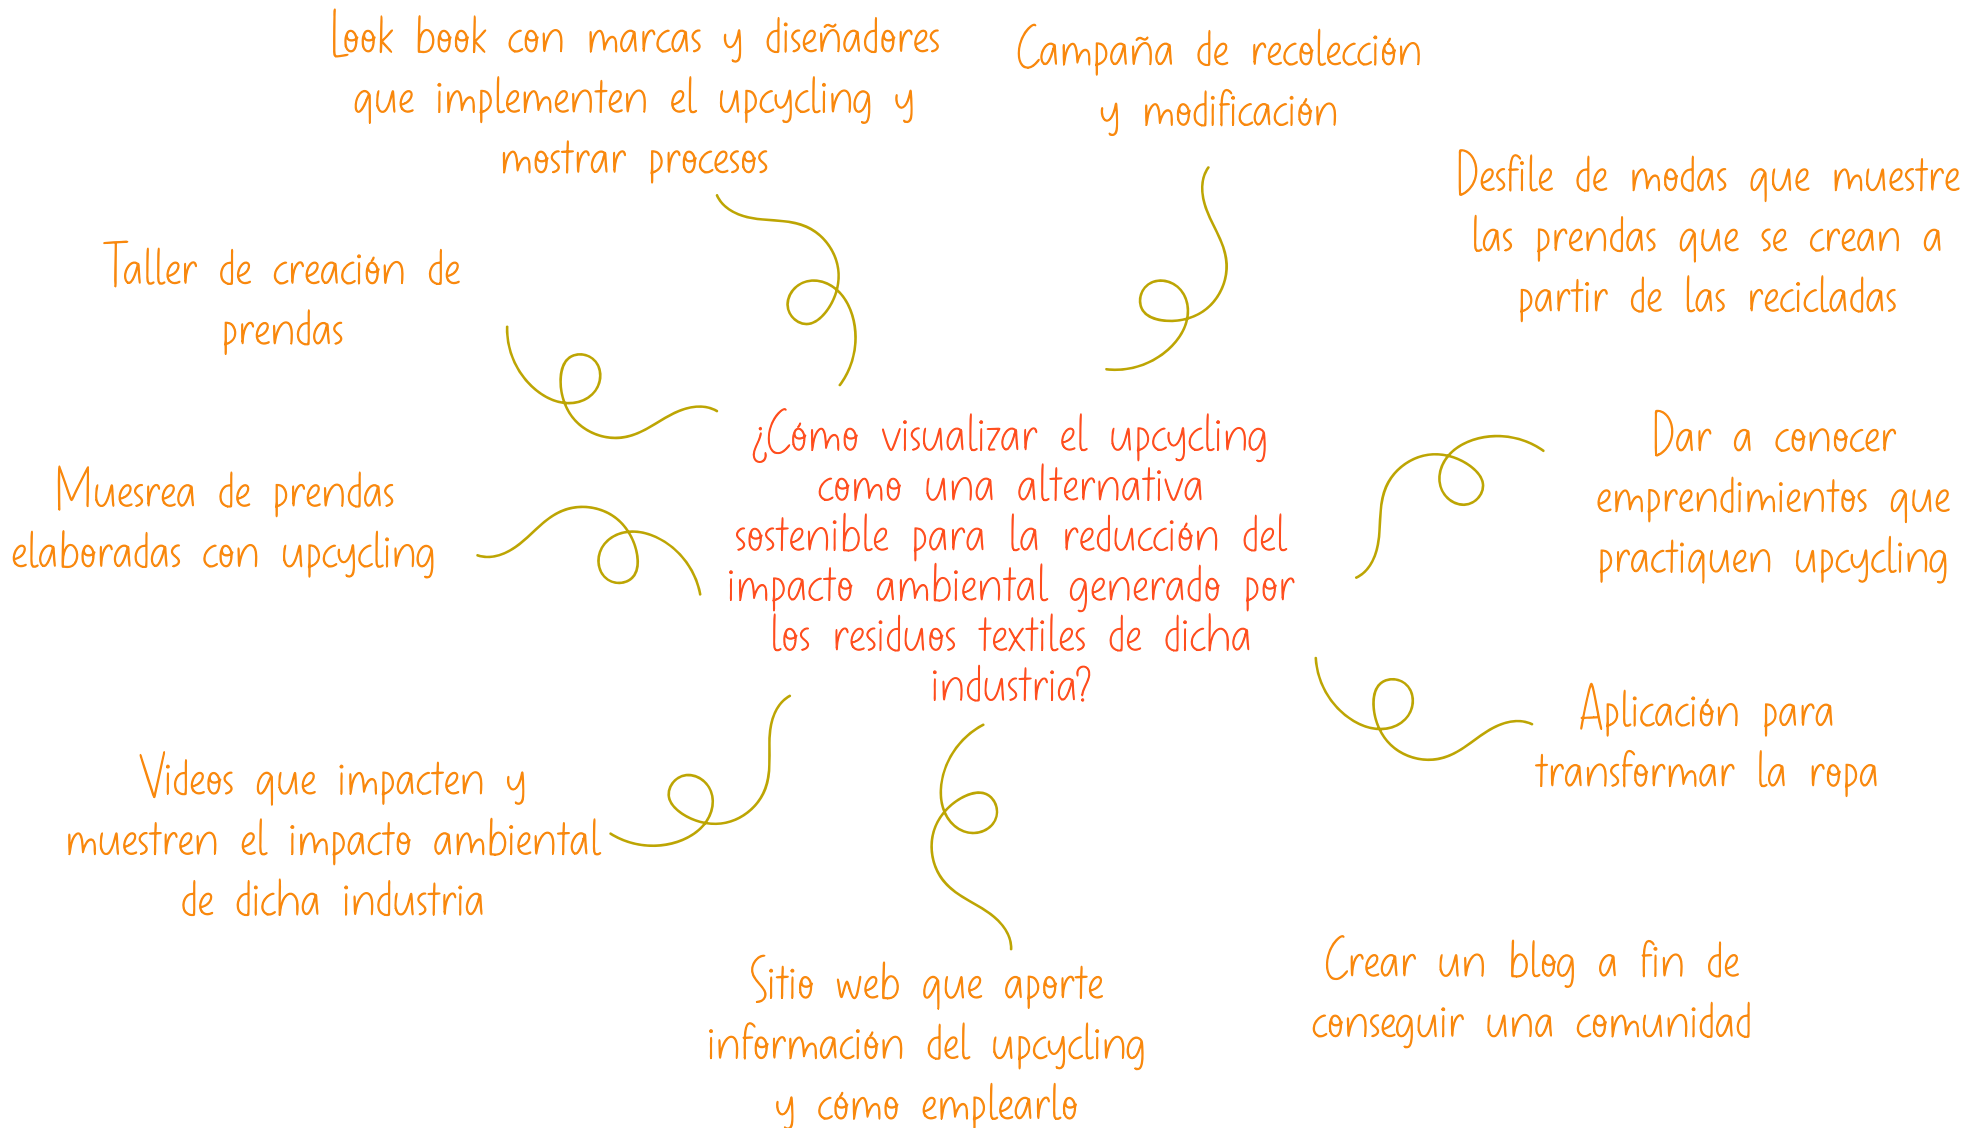 Look book con marcas y diseñadores
que implementen el upcycling y
mostrar procesos
Campaña de recolección
y modificación
Desfile de modas que muestre
las prendas que se crean a
partir de las recicladas
Taller de creación de
prendas
¿Cómo visualizar el upcycling
como una alternativa
sostenible para la reducción del
impacto ambiental generado por
los residuos textiles de dicha
industria?
Dar a conocer
emprendimientos que
practiquen upcycling
Muesrea de prendas
elaboradas con upcycling
Aplicación para
transformar la ropa
Videos que impacten y
muestren el impacto ambiental
de dicha industria
Sitio web que aporte
información del upcycling
y cómo emplearlo
Crear un blog a fin de
conseguir una comunidad